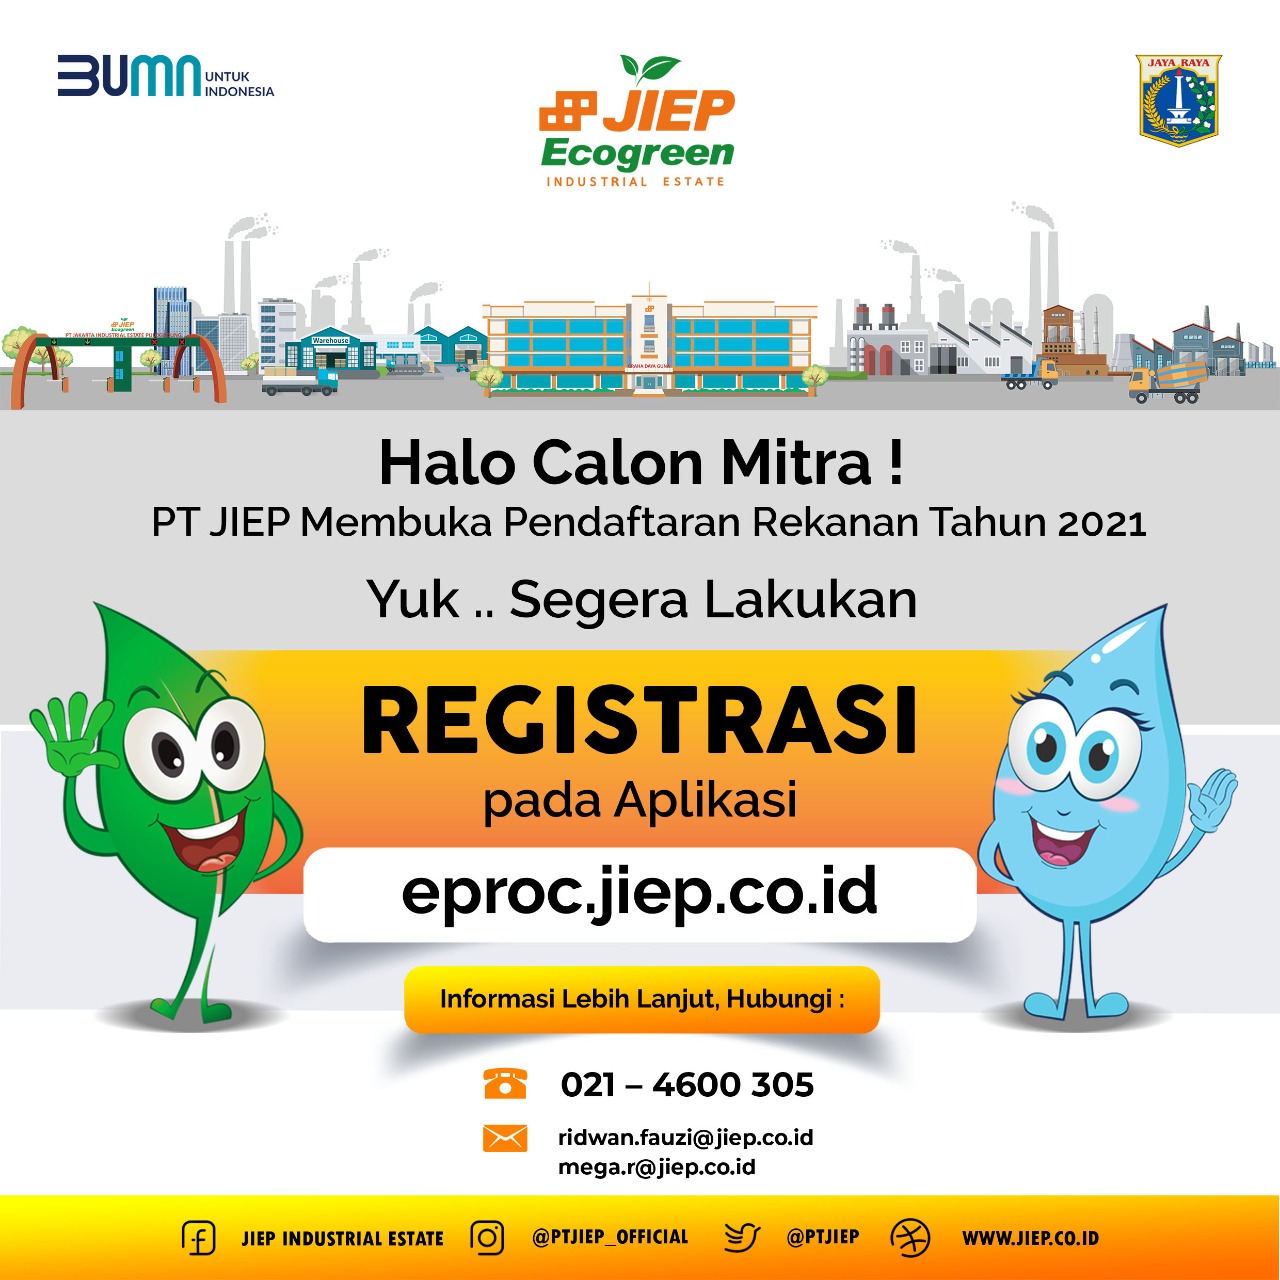 BUMN UNTUK INDONESIA
JIEP
Ecogreen
INDUSTRIAL ESTATE
JAYA RAYA
JIEP
Ecogreen
Warehouse
Halo Calon Mitra !
PT JIEP Membuka Pendaftaran Rekanan Tahun 2021
Yuk .. Segera Lakukan
REGISTRASI
pada Aplikasi
eproc.jiep.co.id
Informasi Lebih Lanjut, Hubungi :
021 – 4600 305
ridwan.fauzi@jiep.co.id
mega.r@jiep.co.id
JIEP INDUSTRIAL ESTATE @PTJIEP_OFFICIAL @PTJIEP WWW.JIEP.CO.ID